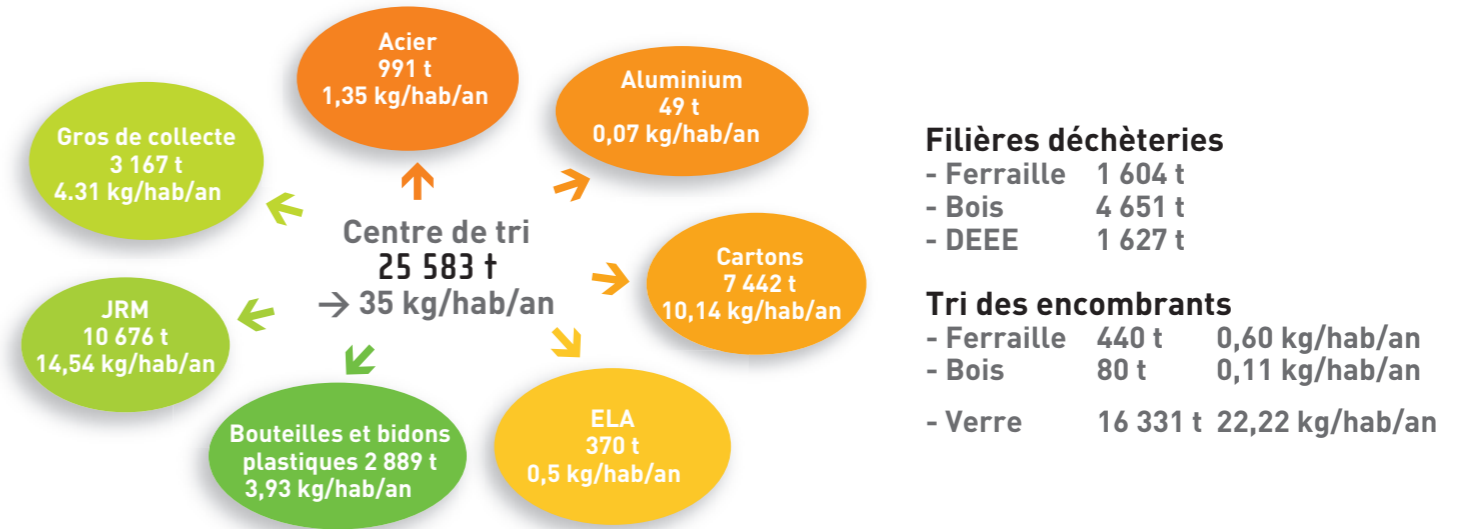 Acier
991 t
1,35 kg/hab/an
Aluminium
49 t
0,07 kg/hab/an
Gros de collecte
3 167 t
4.31 kg/hab/an
Centre de tri
25 583 t
→ 35 kg/hab/an
Cartons
7 442 t
10,14 kg/hab/an
JRM
10 676 t
14,54 kg/hab/an
Bouteilles et bidons
plastiques 2 889 t
3,93 kg/hab/an
ELA
370 t
0,5 kg/hab/an
Filières déchèteries
- Ferraille 1 604 t
- Bois 4 651 t
- DEEE 1 627 t
Tri des encombrants
- Ferraille 440 t 0,60 kg/hab/an
- Bois 80 t 0,11 kg/hab/an
- Verre 16 331 t 22,22 kg/hab/an